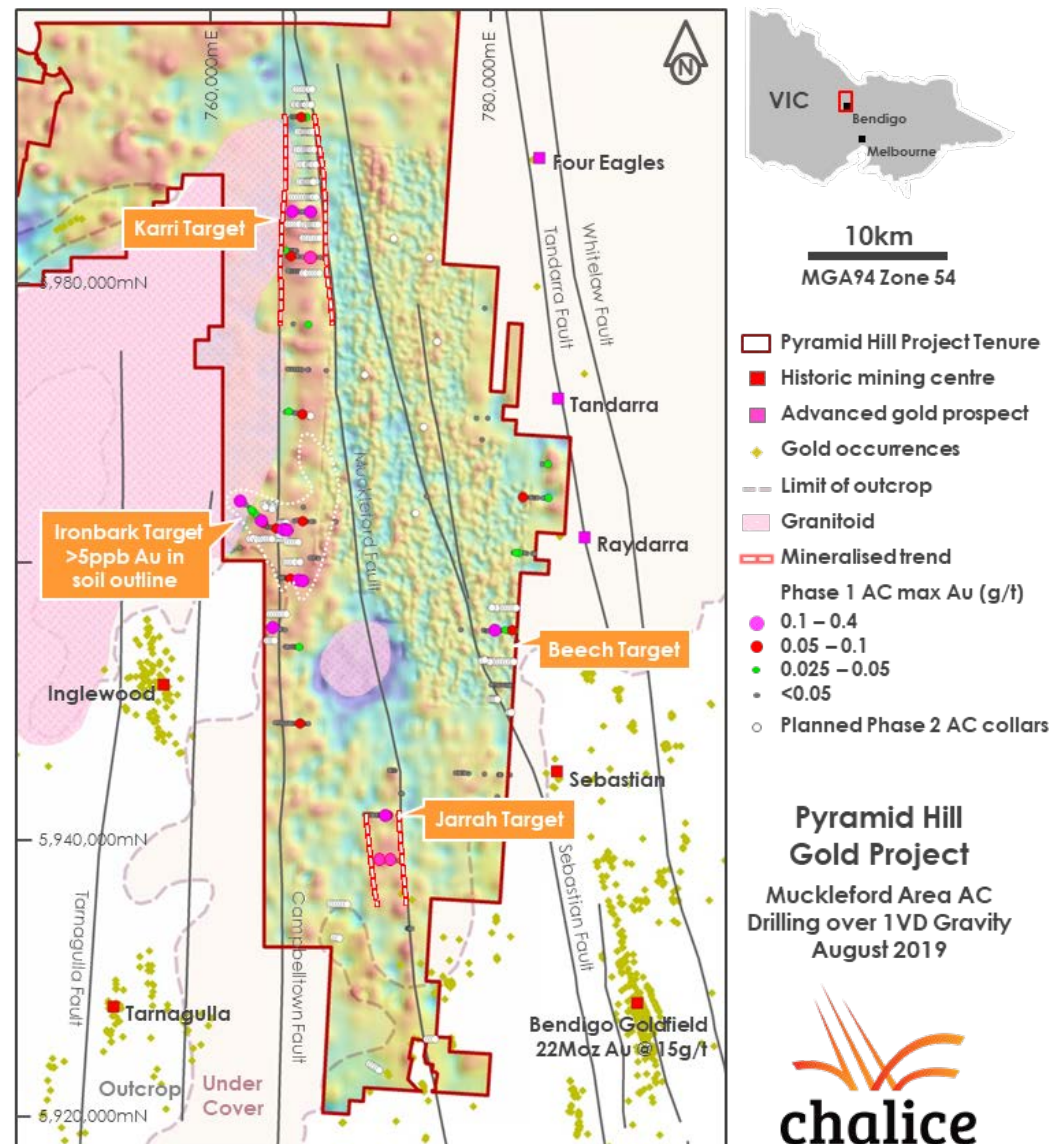 760,000mE
780,000mE
N
Four Eagles
Karri Target
Tandarra Fault
Whitelaw Fault
5,980,000mN
Tandarra
Muckleford Fault
Ironbark Target
>5ppb Au in
soil outline
Raydarra
Beech Target
Inglewood
Sebastian
Jarrah Target
5,940,000mN
Sebastian Fault
Tarnagulla Fault
Campbelltown Fault
Tarnagulla
Bendigo Goldfield
22Moz Au @ 15g/t
Outcrop
Under
Cover
5,920,000mN
VIC
Bendigo
Melbourne
10km
MGA94 Zone 54
Pyramid Hill Project Tenure
Historic mining centre
Advanced gold prospect
Gold occurrences
Limit of outcrop
Granitoid
Mineralised trend
Phase 1 AC max Au (g/t)
0.1 – 0.4
0.05 – 0.1
0.025 – 0.05
<0.05
Planned Phase 2 AC collars
Pyramid Hill
Gold Project
Muckleford Area AC
Drilling over 1VD Gravity
August 2019
chalice